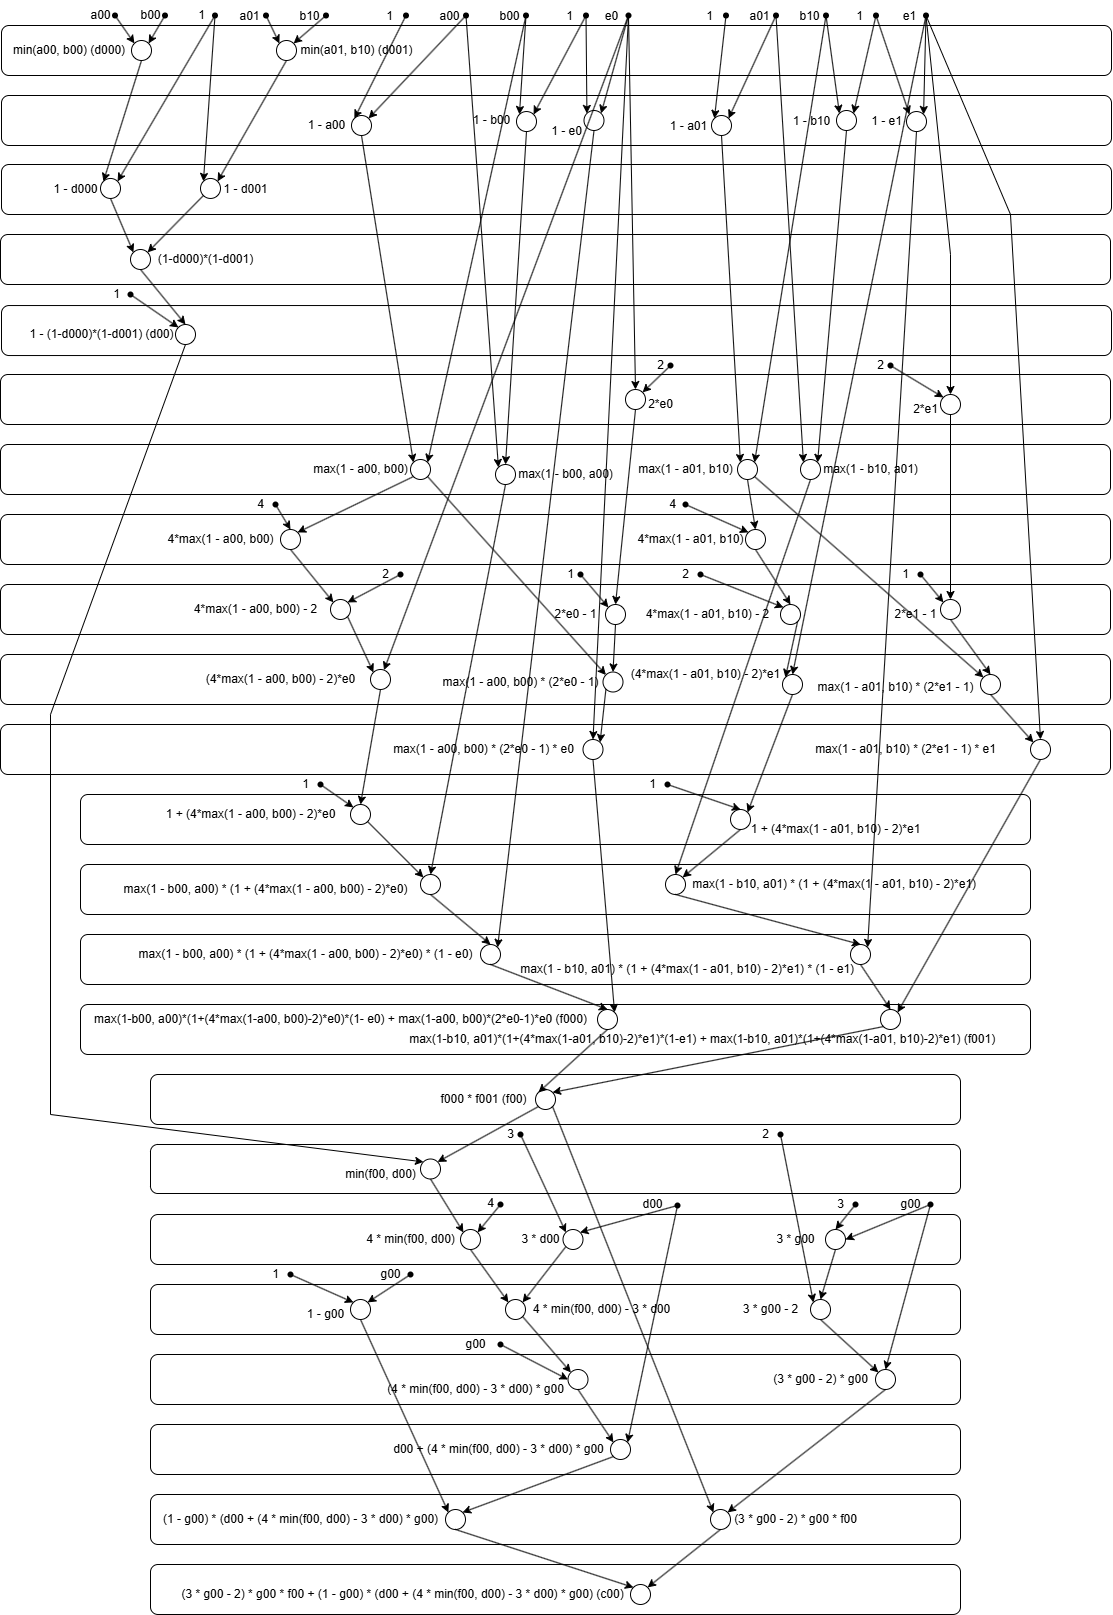 a00 b00 1 a01 b10 1 a00 b00 1 e0 1 a01 b10 1 e1
min(a00, b00) (d000) min(a01, b10) (d001)
1 - a00 1 - b00 1 - e0 1 - a01 1 - b10 1 - e1
1 - d000 1 - d001
(1-d000)*(1-d001)
1
1 - (1-d000)*(1-d001) (d00)
2 2
2*e0 2*e1
max(1 - a00, b00) max(1 - b00, a00) max(1 - a01, b10) max(1 - b10, a01)
4 4
4*max(1 - a00, b00) 4*max(1 - a01, b10)
2 1 2 1
4*max(1 - a00, b00) - 2 2*e0 - 1 4*max(1 - a01, b10) - 2 2*e1 - 1
(4*max(1 - a00, b00) - 2)*e0 max(1 - a00, b00) * (2*e0 - 1) (4*max(1 - a01, b10) - 2)*e1 max(1 - a01, b10) * (2*e1 - 1)
max(1 - a00, b00) * (2*e0 - 1) * e0 max(1 - a01, b10) * (2*e1 - 1) * e1
1 1
1 + (4*max(1 - a00, b00) - 2)*e0 1 + (4*max(1 - a01, b10) - 2)*e1
max(1 - b00, a00) * (1 + (4*max(1 - a00, b00) - 2)*e0) max(1 - b10, a01) * (1 + (4*max(1 - a01, b10) - 2)*e1)
max(1 - b00, a00) * (1 + (4*max(1 - a00, b00) - 2)*e0) * (1 - e0)
max(1 - b10, a01) * (1 + (4*max(1 - a01, b10) - 2)*e1) * (1 - e1)
max(1-b00, a00)*(1+(4*max(1-a00, b00)-2)*e0)*(1- e0) + max(1-a00, b00)*(2*e0-1)*e0 (f000)
max(1-b10, a01)*(1+(4*max(1-a01, b10)-2)*e1)*(1-e1) + max(1-b10, a01)*(1+(4*max(1-a01, b10)-2)*e1) (f001)
f000 * f001 (f00)
3 2
min(f00, d00)
4 d00 3 g00
4 * min(f00, d00) 3 * d00 3 * g00
1 g00
1 - g00 4 * min(f00, d00) - 3 * d00 3 * g00 - 2
g00
(4 * min(f00, d00) - 3 * d00) * g00 (3 * g00 - 2) * g00
d00 + (4 * min(f00, d00) - 3 * d00) * g00
(1 - g00) * (d00 + (4 * min(f00, d00) - 3 * d00) * g00) (3 * g00 - 2) * g00 * f00
(3 * g00 - 2) * g00 * f00 + (1 - g00) * (d00 + (4 * min(f00, d00) - 3 * d00) * g00) (c00)